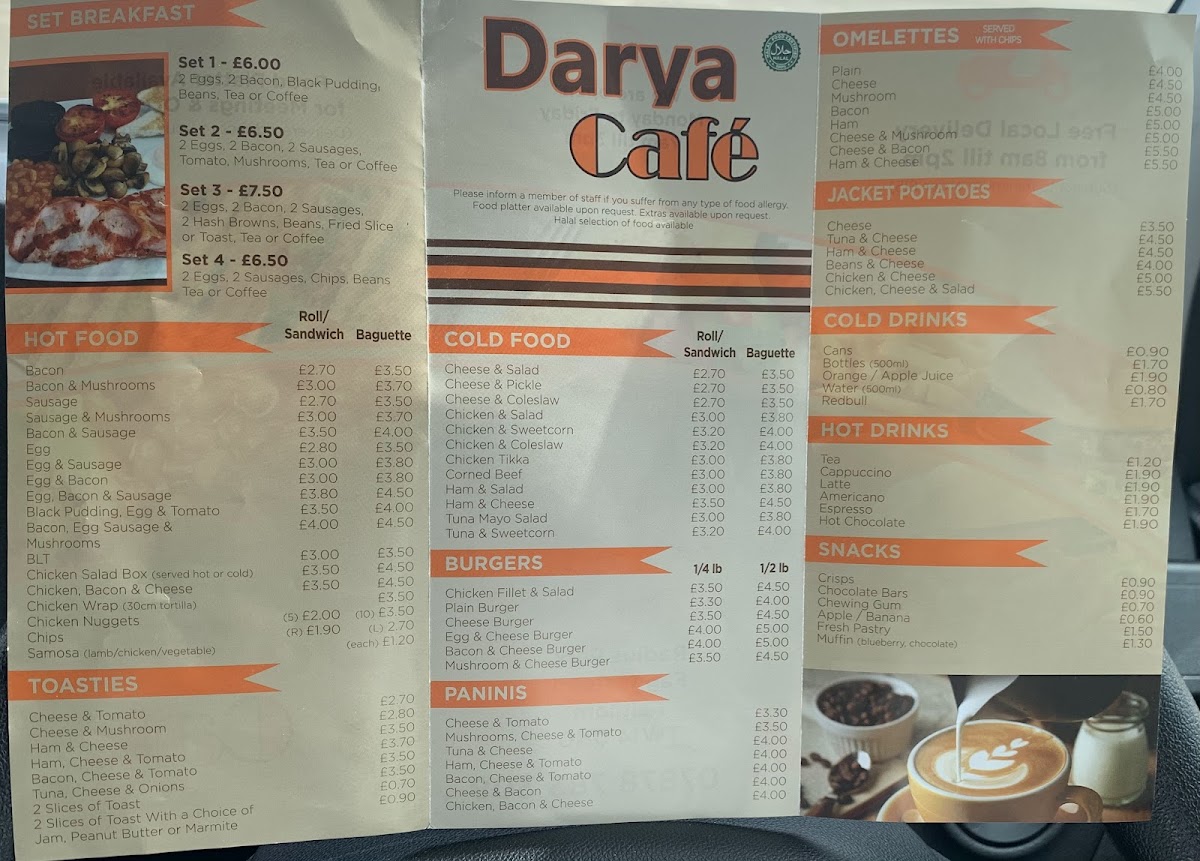 SET BREAKFAST
Set 1 - £6.00
2 Eggs, 2 Bacon, Black Pudding,
Beans, Tea or Coffee
Set 2 - £6.50
2 Eggs, 2 Bacon, 2 Sausages,
Tomato, Mushrooms, Tea or Coffee
Set 3 - £7.50
2 Eggs, 2 Bacon, 2 Sausages,
2 Hash Browns, Beans, Fried Slice
or Toast, Tea or Coffee
Set 4 - £6.50
2 Eggs, 2 Sausages, Chips, Beans
Tea or Coffee
HOT FOOD Roll/ Sandwich Baguette
Bacon £2.70 £3.50
Bacon & Mushrooms £3.00 £3.70
Sausage £2.70 £3.50
Sausage & Mushrooms £3.00 £3.70
Bacon & Sausage £3.50 £4.00
Egg £2.80 £3.50
Egg & Sausage £3.00 £3.80
Egg & Bacon £3.00 £3.80
Egg, Bacon & Sausage £3.80 £4.50
Black Pudding, Egg & Tomato £3.50 £4.00
Bacon, Egg Sausage & £4.00 £4.50
Mushrooms
BLT £3.00 £3.50
Chicken Salad Box (served hot or cold) £3.50 £4.50
Chicken, Bacon & Cheese £3.50 £4.50
Chicken Wrap (30cm tortilla) £3.50
Chicken Nuggets (5) £2.00 (10) £3.50
Chips (R) £1.90 (L) 2.70
Samosa (lamb/chicken/vegetable) (each) £1.20
TOASTIES
Cheese & Tomato £2.70
Cheese & Mushroom £2.80
Ham & Cheese £3.50
Ham, Cheese & Tomato £3.70
Bacon, Cheese & Tomato £3.50
Tuna, Cheese & Onions £3.50
2 Slices of Toast £0.70
2 Slices of Toast With a Choice of £0.90
Jam, Peanut Butter or Marmite
Darya
Café
HALAL
Please inform a member of staff if you suffer from any type of food allergy.
Food platter available upon request. Extras available upon request.
Halal selection of food available
COLD FOOD Roll/ Sandwich Baguette
Cheese & Salad £2.70 £3.50
Cheese & Pickle £2.70 £3.50
Cheese & Coleslaw £2.70 £3.50
Chicken & Salad £3.00 £3.80
Chicken & Sweetcorn £3.20 £4.00
Chicken & Coleslaw £3.20 £4.00
Chicken Tikka £3.00 £3.80
Corned Beef £3.00 £3.80
Ham & Salad £3.00 £3.80
Ham & Cheese £3.50 £4.50
Tuna Mayo Salad £3.00 £3.80
Tuna & Sweetcorn £3.20 £4.00
BURGERS 1/4 lb 1/2 lb
Chicken Fillet & Salad £3.50 £4.50
Plain Burger £3.30 £4.00
Cheese Burger £3.50 £4.50
Egg & Cheese Burger £4.00 £5.00
Bacon & Cheese Burger £4.00 £5.00
Mushroom & Cheese Burger £3.50 £4.50
PANINIS
Cheese & Tomato £3.30
Mushrooms, Cheese & Tomato £3.50
Tuna & Cheese £4.00
Ham, Cheese & Tomato £4.00
Bacon, Cheese & Tomato £4.00
Cheese & Bacon £4.00
Chicken, Bacon & Cheese £4.00
OMELETTES SERVED WITH CHIPS
Plain £4.00
Cheese £4.50
Mushroom £4.50
Bacon £5.00
Ham £5.00
Cheese & Mushroom £5.00
Cheese & Bacon £5.50
Ham & Cheese £5.50
JACKET POTATOES
Cheese £3.50
Tuna & Cheese £4.50
Ham & Cheese £4.50
Beans & Cheese £4.00
Chicken & Cheese £5.00
Chicken, Cheese & Salad £5.50
COLD DRINKS
Cans £0.90
Bottles (500ml) £1.70
Orange / Apple Juice £1.90
Water (500ml) £0.80
Redbull £1.70
HOT DRINKS
Tea £1.20
Cappuccino £1.90
Latte £1.90
Americano £1.90
Espresso £1.70
Hot Chocolate £1.90
SNACKS
Crisps £0.90
Chocolate Bars £0.90
Chewing Gum £0.70
Apple / Banana £0.60
Fresh Pastry £1.50
Muffin (blueberry, chocolate) £1.30